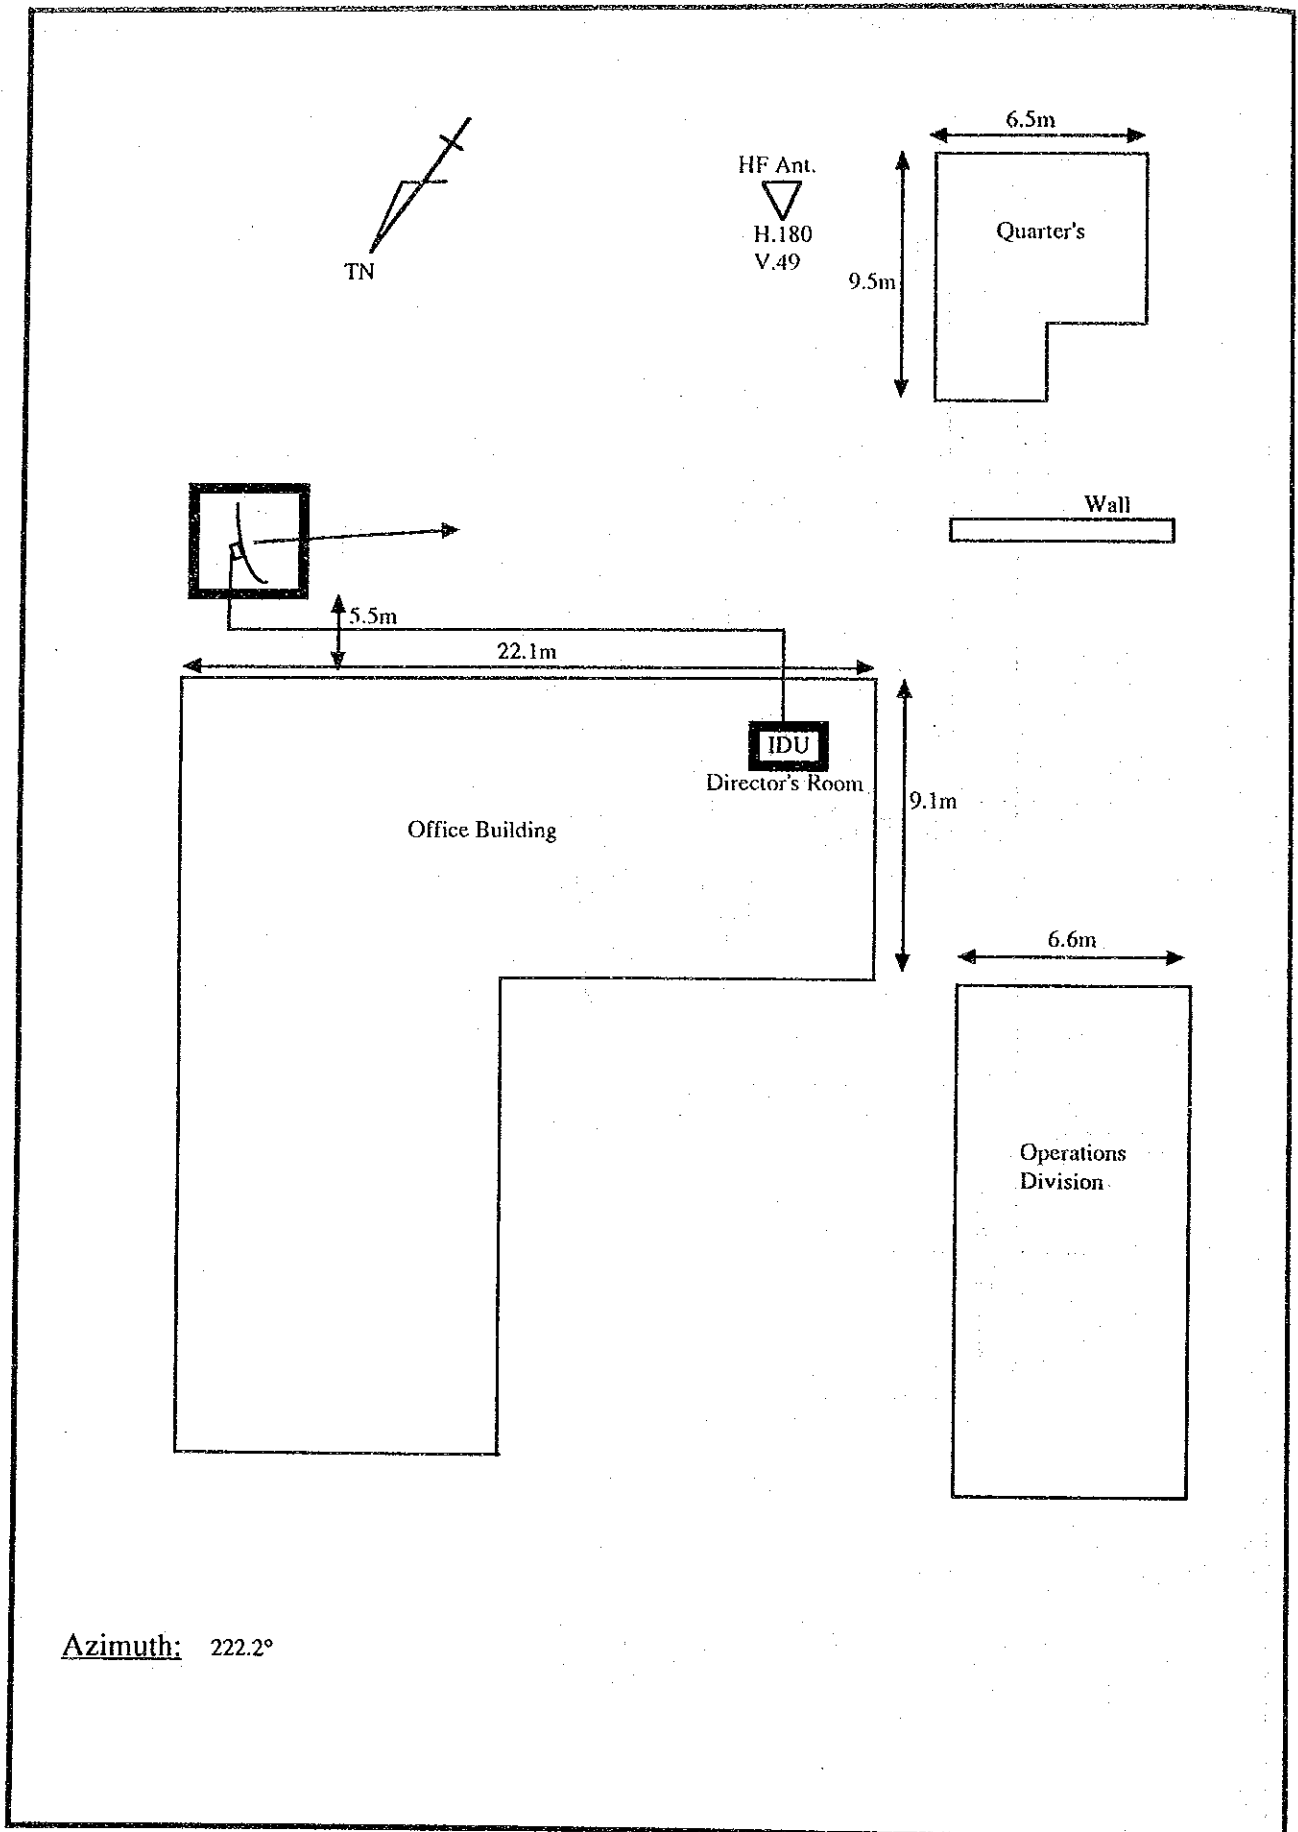 6.5m
HF Ant.
H.180
V.49
Quarter's
TN
9.5m
Wall
5.5m
22.1m
IDU
Director's Room
9.1m
Office Building
6.6m
Operations
Division
Azimuth: 222.2°